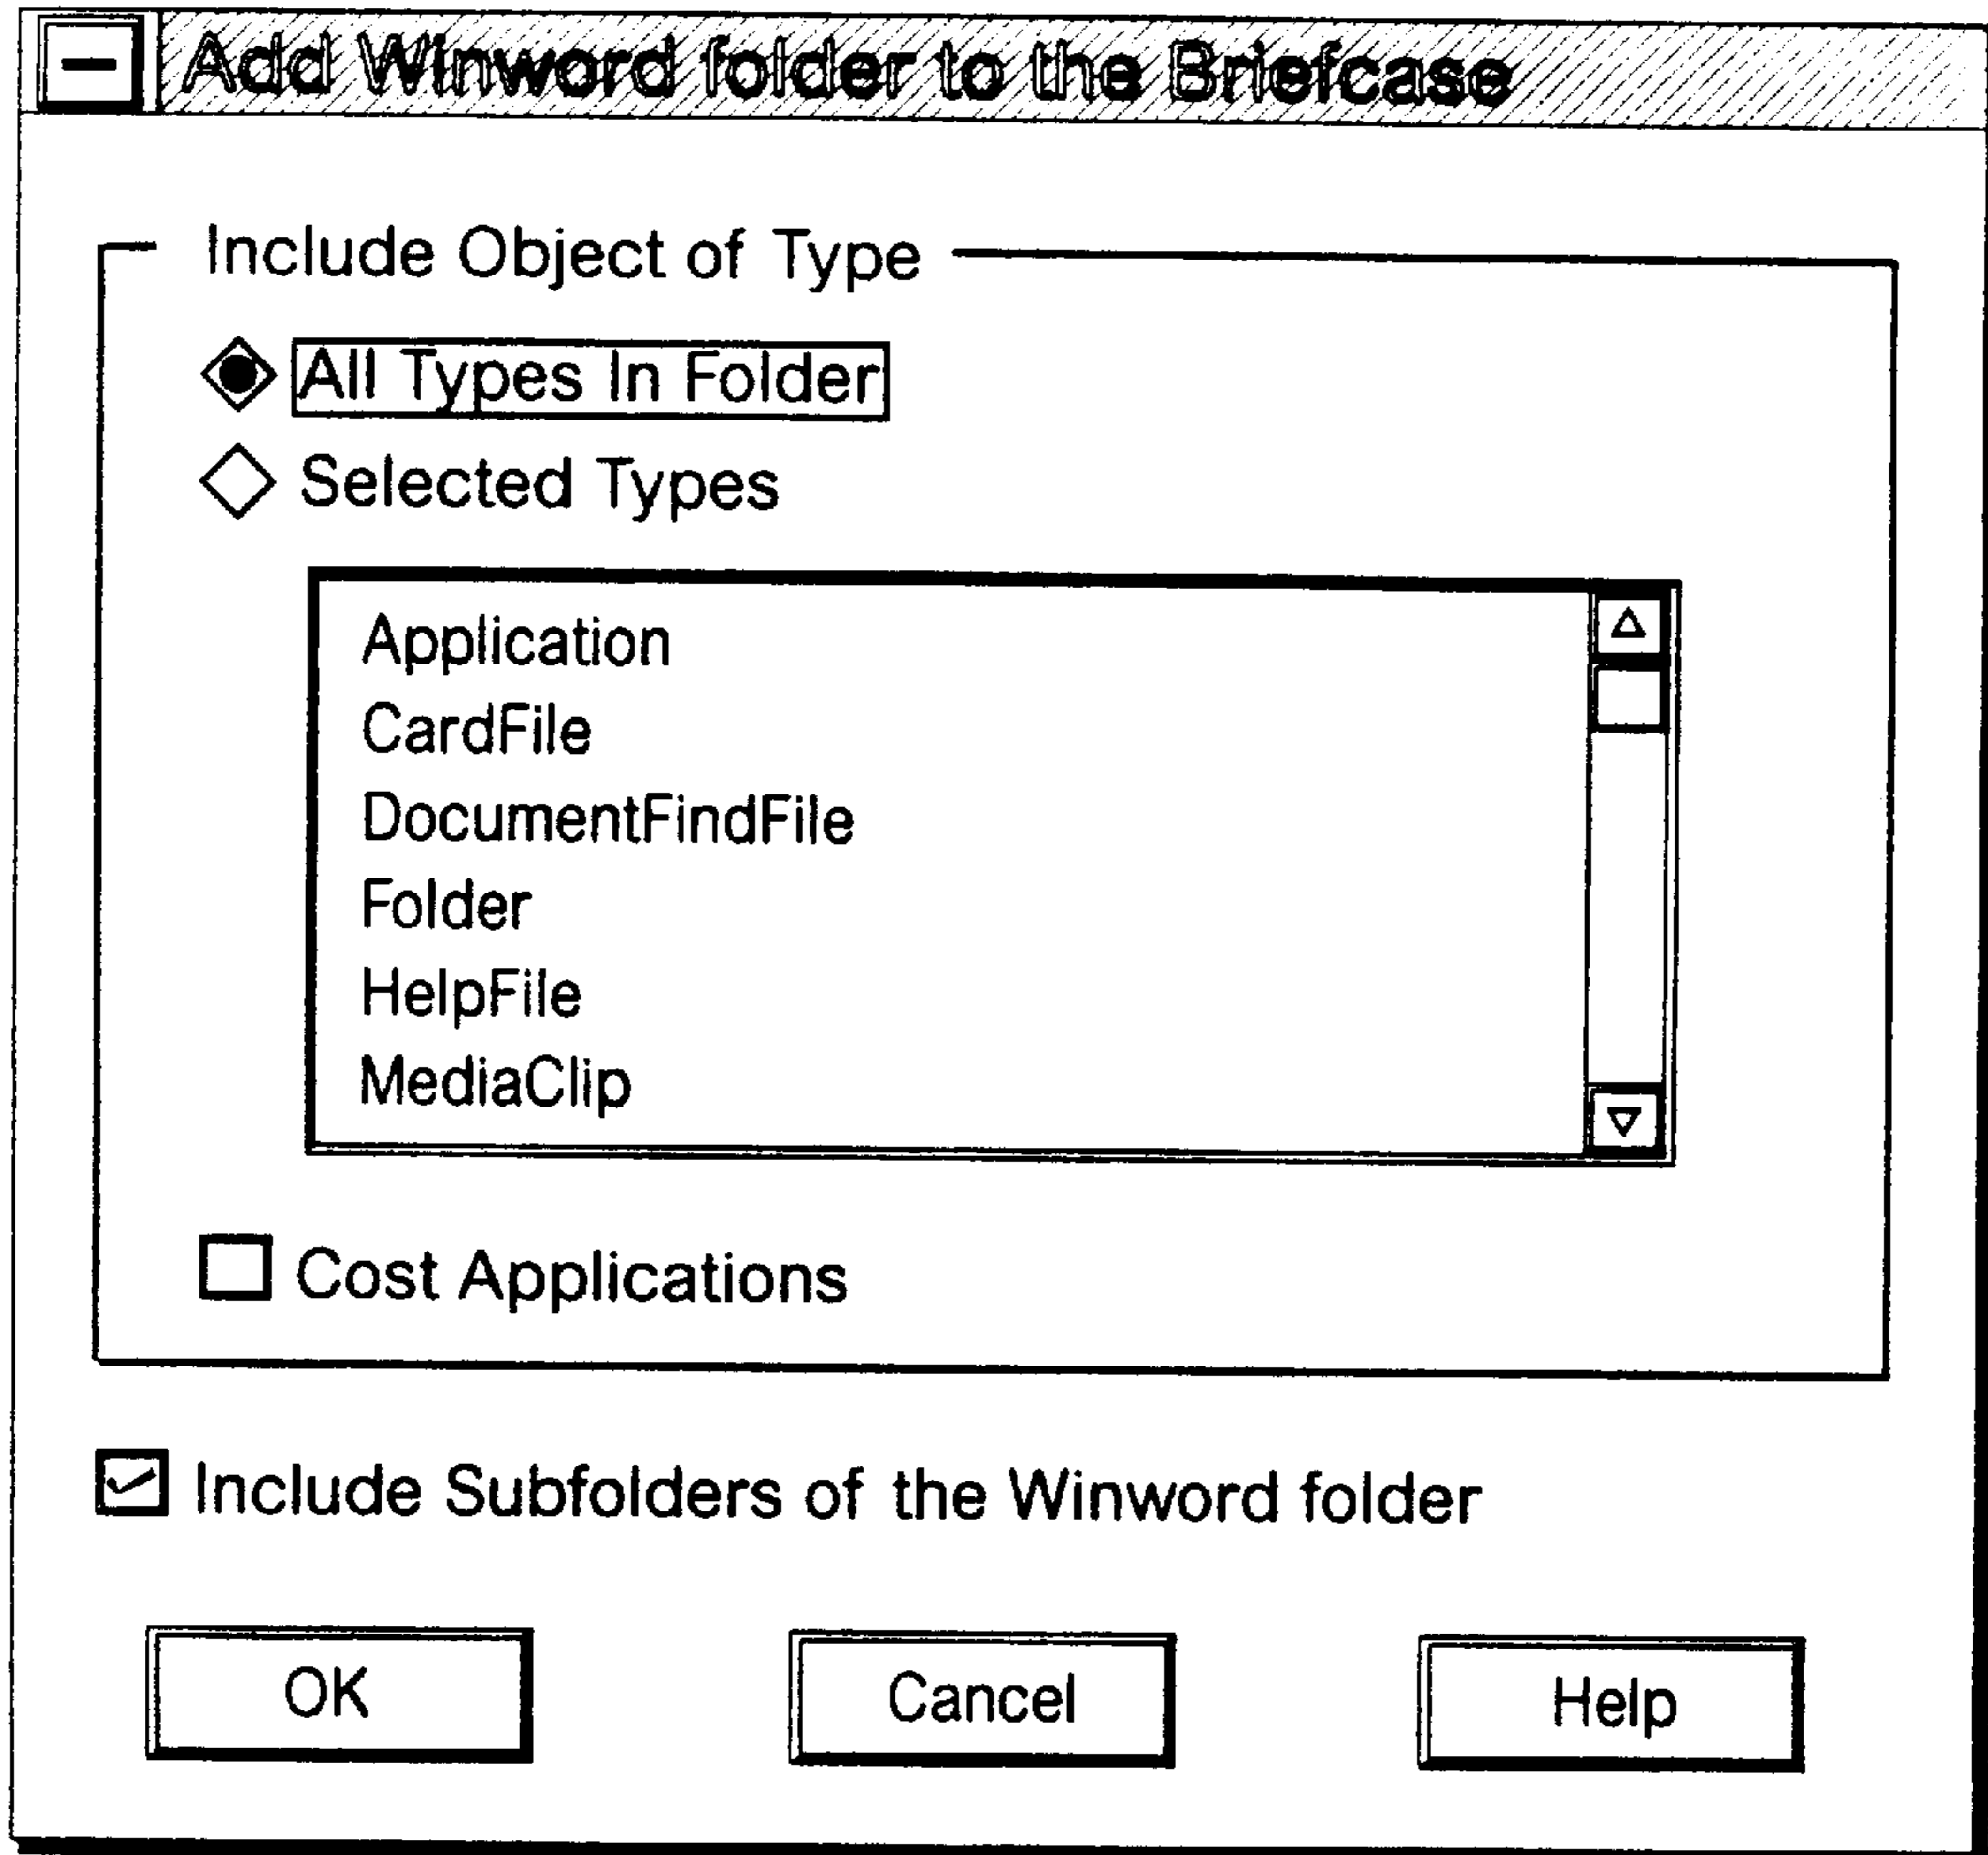 Add Winword folder to the Briefcase
Include Object of Type
All Types In Folder
Selected Types
Application
CardFile
DocumentFindFile
Folder
HelpFile
MediaClip
Cost Applications
Include Subfolders of the Winword folder
OK
Cancel
Help